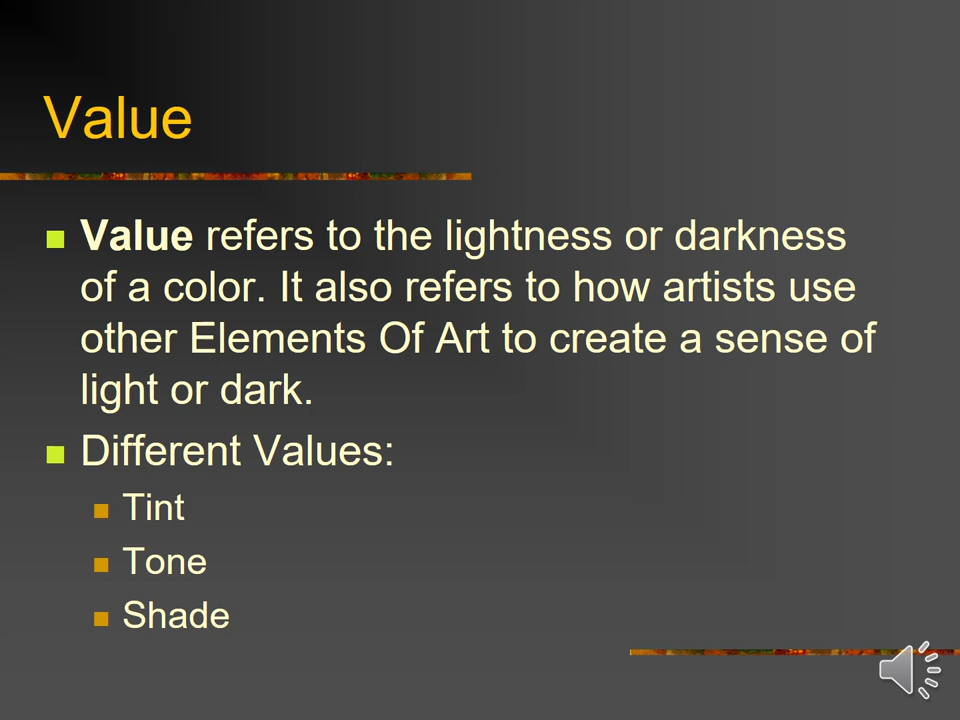 Value
Value refers to the lightness or darkness
of a color. It also refers to how artists use
other Elements Of Art to create a sense of
light or dark.
Different Values:
Tint
Tone
Shade